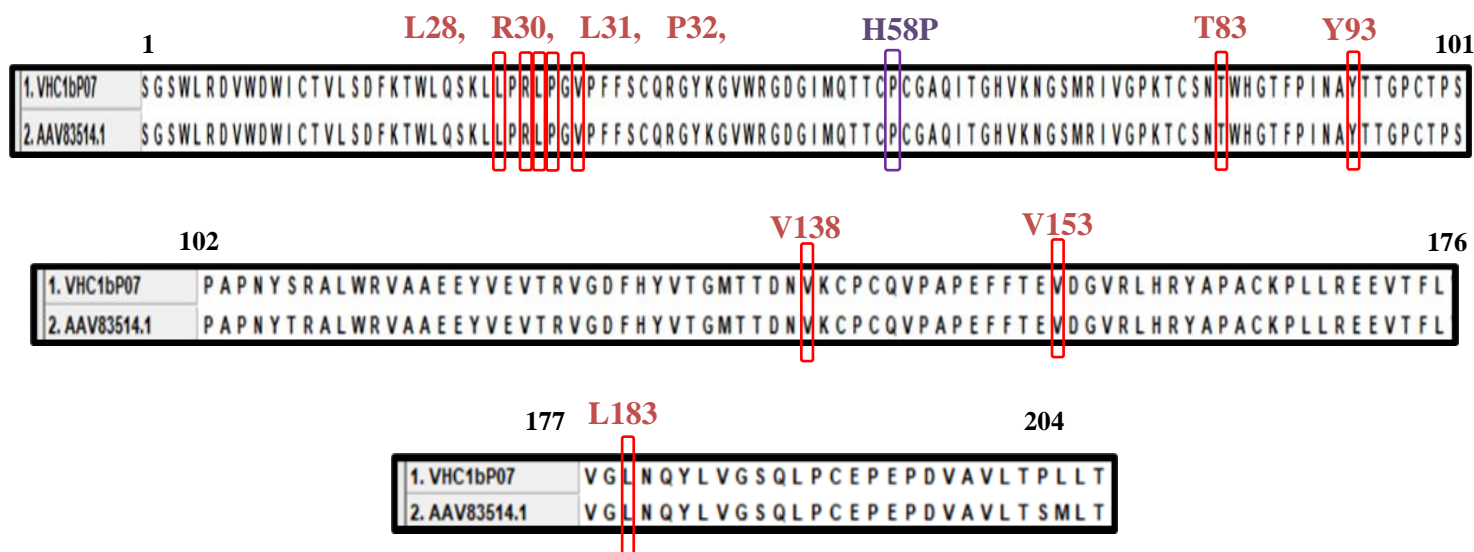 L28, R30, L31, P32, H58P T83 Y93
1 101
1. VHC1bP07 SGSWLRDVWDWICTVLSDFKTWLQSKLLPRLPGVPFFSCQRGYKGVWRGDGIMQTTCPCGAQITGHVKNGSMRIVGPKTCSNTWHGTFPINAYTTGPCTPS
2. AAV83514.1 SGSWLRDVWDWICTVLSDFKTWLQSKLLPRLPGVPFFSCQRGYKGVWRGDGIMQTTCPCGAQITGHVKNGSMRIVGPKTCSNTWHGTFPINAYTTGPCTPS
V138 V153
102 176
1. VHC1bP07 PAPNYSRALWRVAAEEYVEVTRVGDFHYVTGMTTDNVKCPCQVPAPEFFTEVDGVRLHRYAPACKPLLREEVTFL
2. AAV83514.1 PAPNYTRALWRVAAEEYVEVTRVGDFHYVTGMTTDNVKCPCQVPAPEFFTEVDGVRLHRYAPACKPLLREEVTFL
177 L183 204
1. VHC1bP07 VGLNQYLVGSQLPCEPEPDVAVLTPLLT
2. AAV83514.1 VGLNQYLVGSQLPCEPEPDVAVLTSMLT